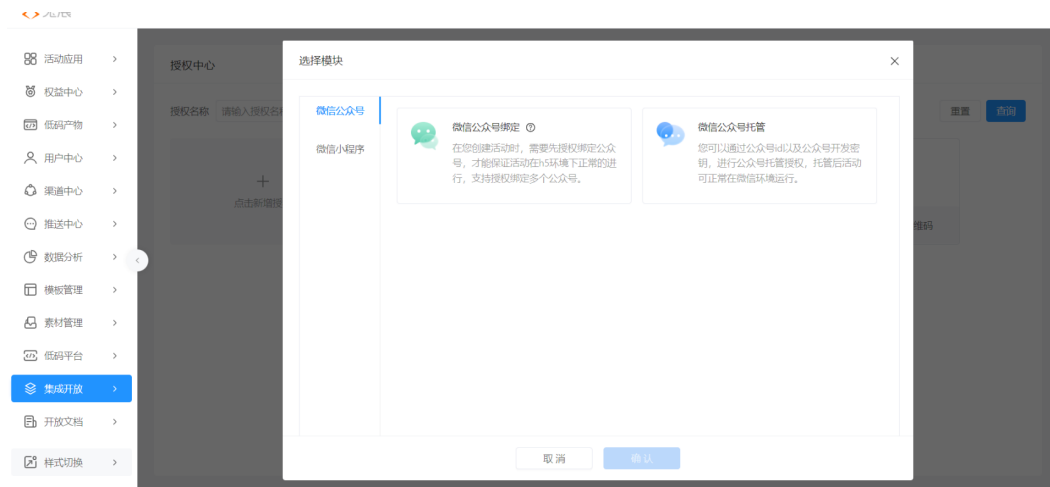 选择模块
活动应用
授权中心
权益中心
授权名称
请输入授权名称
微信公众号
微信公众号绑定
微信公众号托管
重置
查询
在您创建活动时，需要先授权绑定公众
号，才能保证活动在h5环境下正常的进
行，支持授权绑定多个公众号。
您可以通过公众号id以及公众号开发密
钥，进行公众号托管授权，托管后活动
可正常在微信环境运行。
低码产物
微信小程序
用户中心
渠道中心
点击新增授
推送中心
维码
数据分析
模板管理
素材管理
低码平台
集成开放
开放文档
样式切换
取 消
确 认